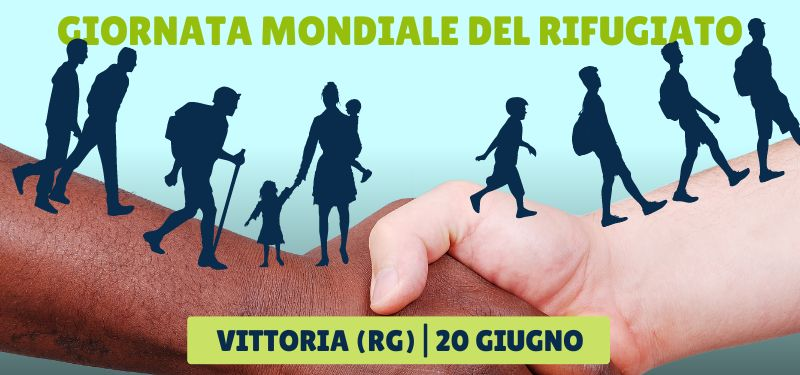 GIORNATA MONDIALE DEL RIFUGIATO
VITTORIA (RG) | 20 GIUGNO